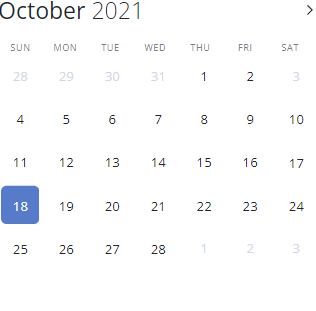 October 2021
SUN MON TUE WED THU FRI SAT
28 29 30 31 1 2 3
4 5 6 7 8 9 10
11 12 13 14 15 16 17
18 19 20 21 22 23 24
25 26 27 28 1 2 3